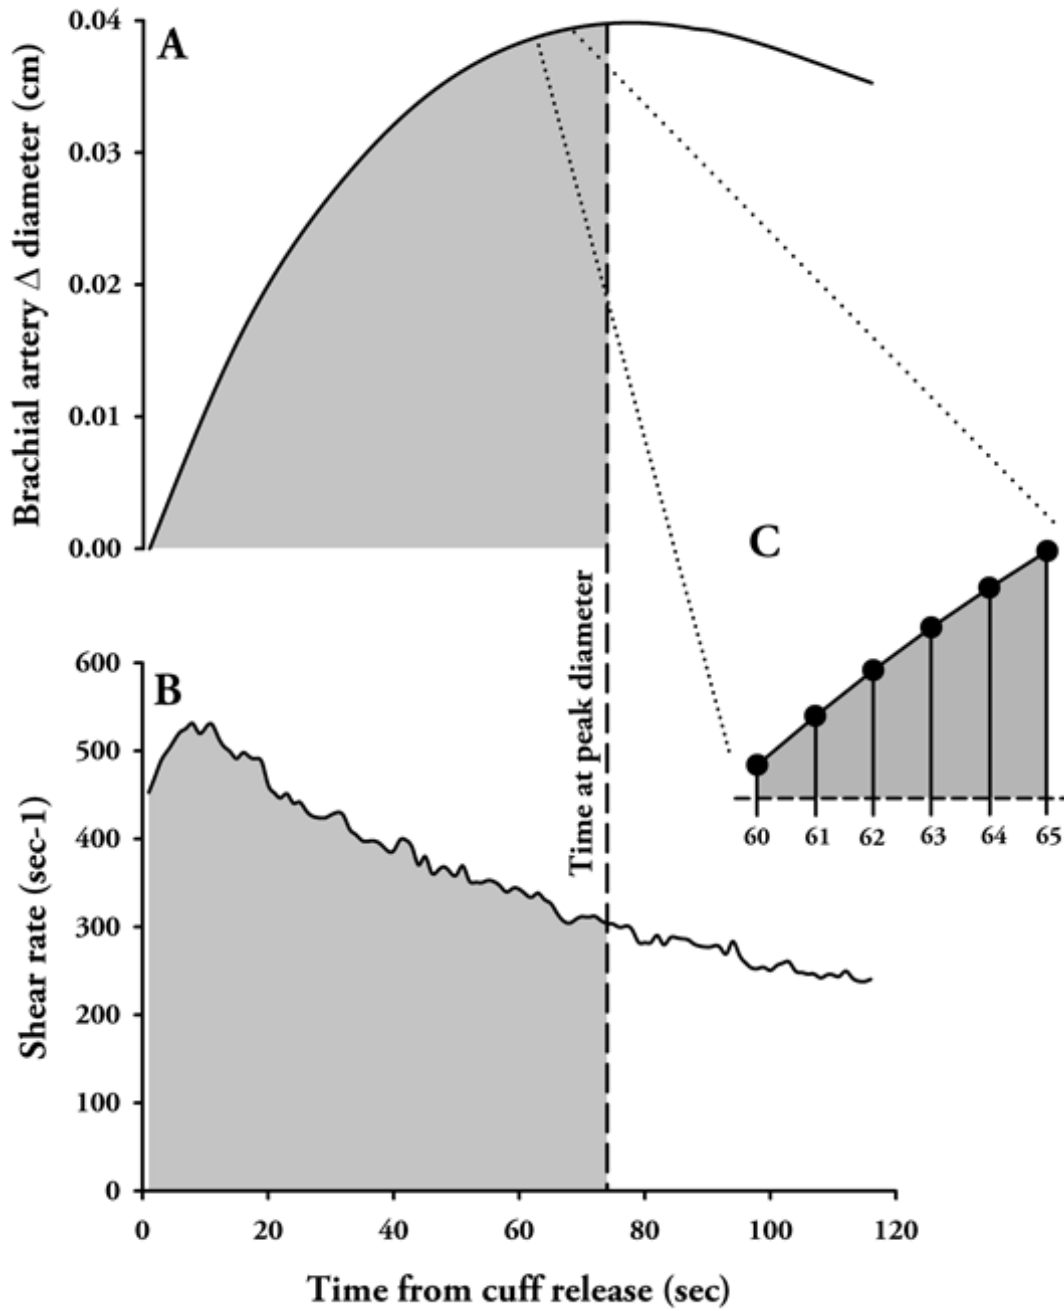 A
Brachial artery Δ diameter (cm)
0.04
0.03
0.02
0.01
0.00
C
60 61 62 63 64 65
Time at peak diameter
B
Shear rate (sec-1)
600
500
400
300
200
100
0
0 20 40 60 80 100 120
Time from cuff release (sec)